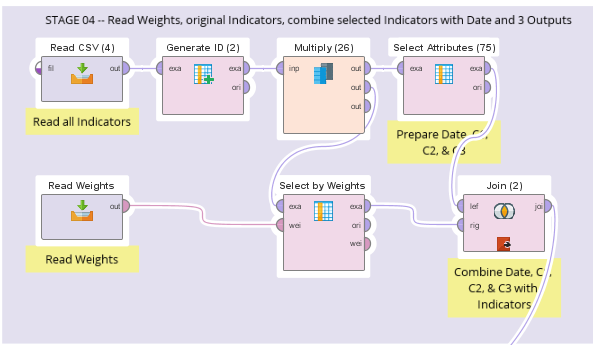 STAGE 04 -- Read Weights, original Indicators, combine selected Indicators with Date and 3 Outputs
Read CSV (4)
fil
out
Read all Indicators
Generate ID (2)
exa
exa
ori
Multiply (26)
inp
out
out
out
Select Attributes (75)
exa
exa
ori
Prepare Date, C1,
C2, & C3
Read Weights
out
Read Weights
Select by Weights
exa
wei
exa
ori
wei
Join (2)
lef
rig
joi
Combine Date, C1,
C2, & C3 with
Indicators